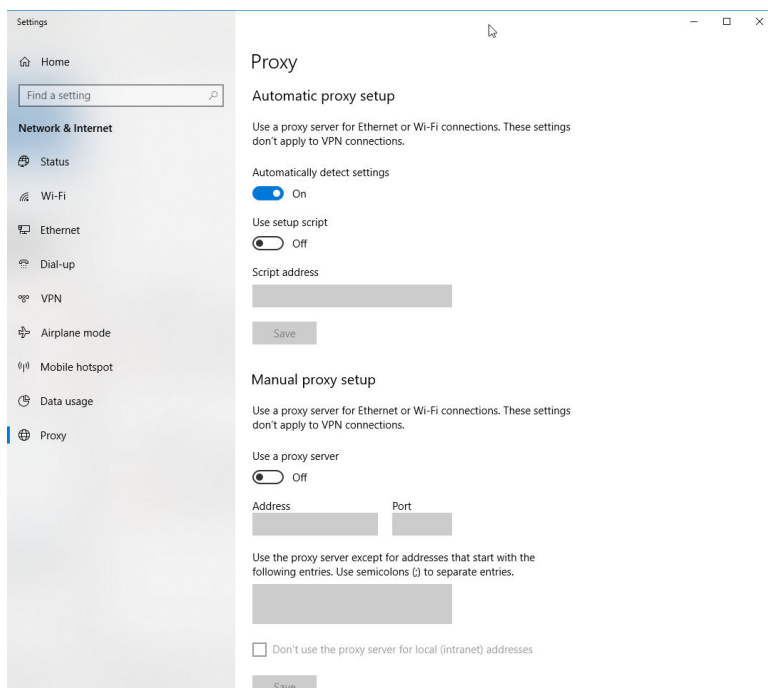 Settings
Home
Find a setting
Network & Internet
Status
Wi-Fi
Ethernet
Dial-up
VPN
Airplane mode
Mobile hotspot
Data usage
Proxy
Proxy
Automatic proxy setup
Use a proxy server for Ethernet or Wi-Fi connections. These settings
don't apply to VPN connections.
Automatically detect settings
On
Use setup script
Off
Script address
Save
Manual proxy setup
Use a proxy server for Ethernet or Wi-Fi connections. These settings
don't apply to VPN connections.
Use a proxy server
Off
Address Port
Use the proxy server except for addresses that start with the
following entries. Use semicolons (;) to separate entries.
Don't use the proxy server for local (intranet) addresses
Save